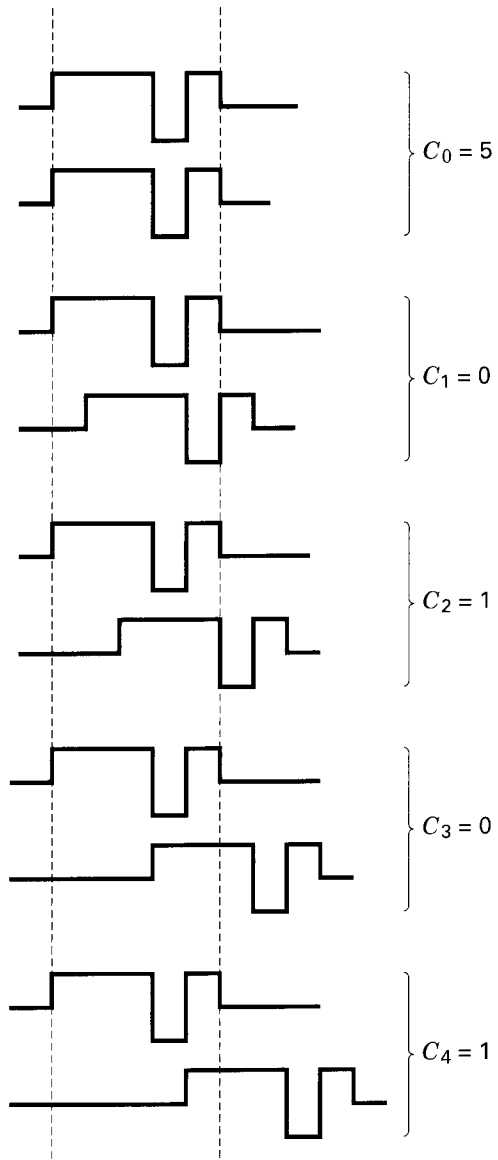 C₀ = 5
C₁ = 0
C₂ = 1
C₃ = 0
C₄ = 1